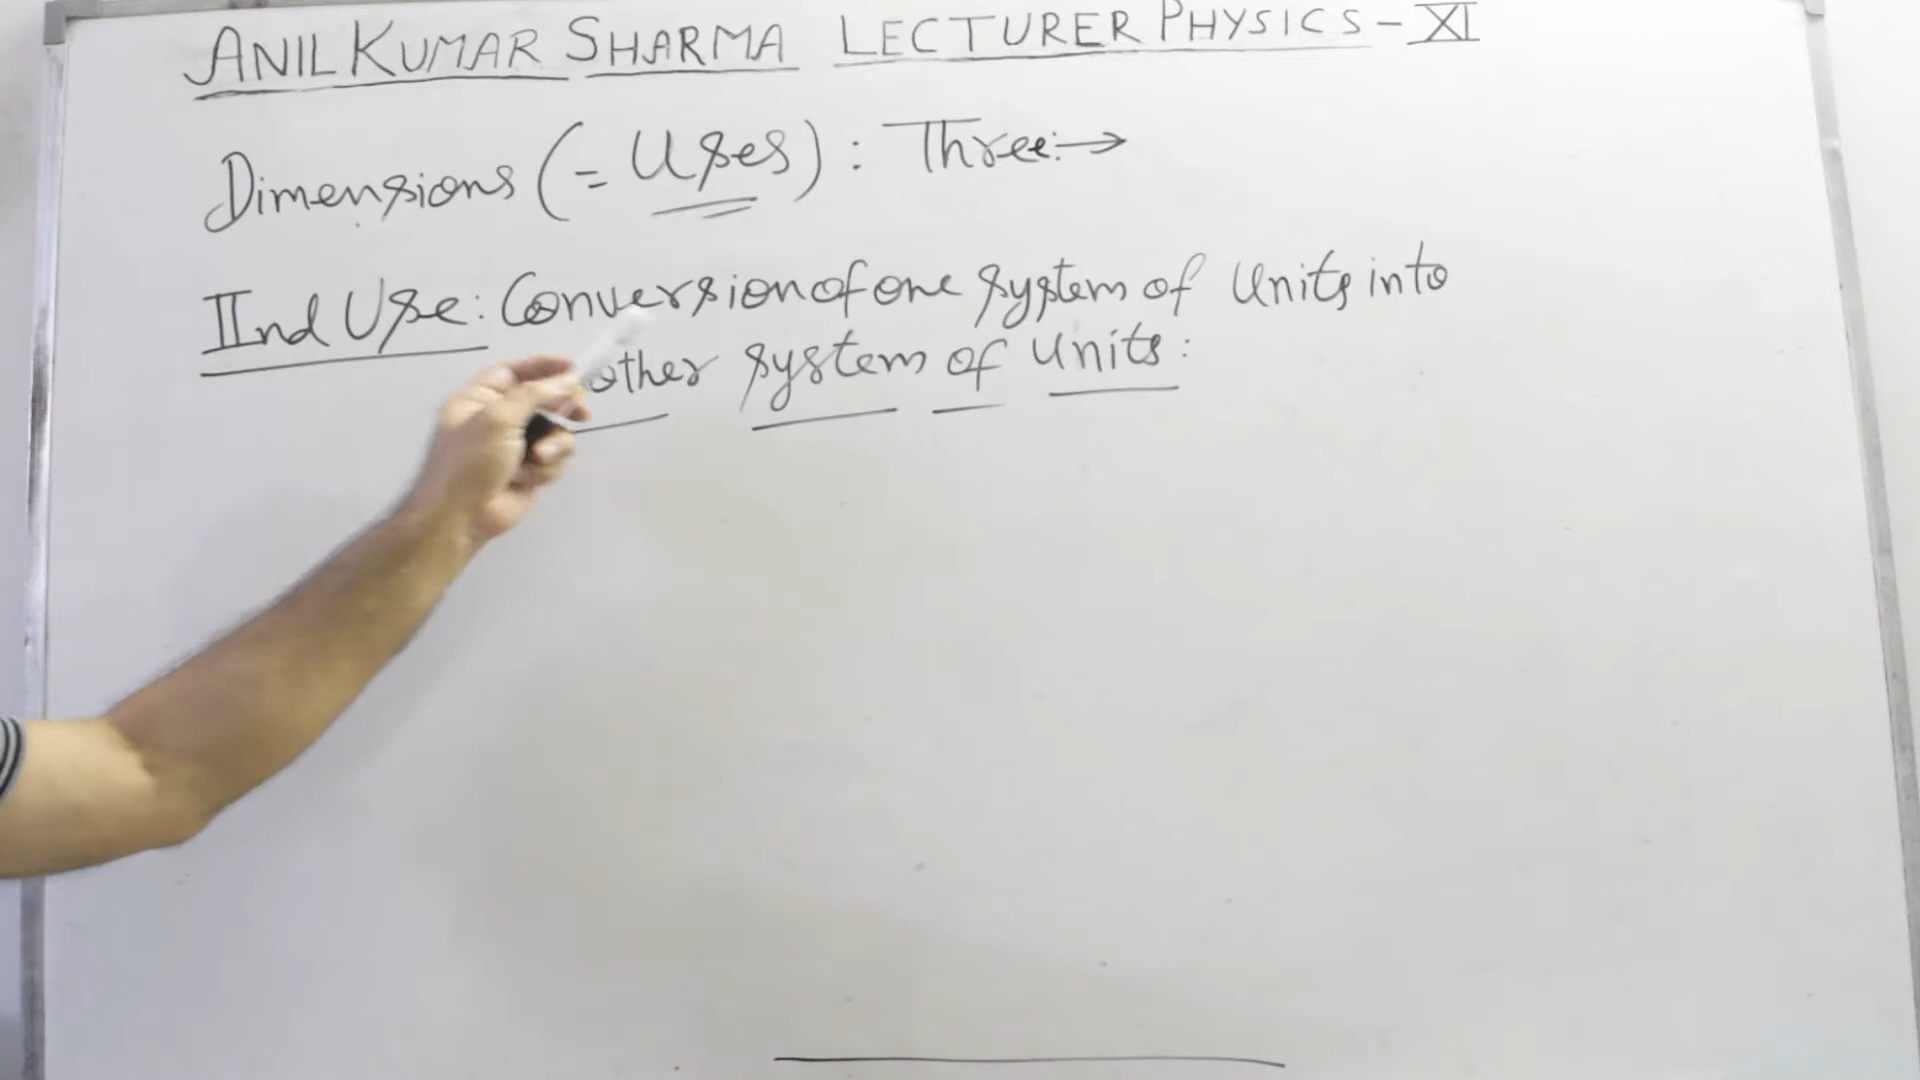 ANIL KUMAR SHARMA LECTURER PHYSICS - XI
Dimensions (= Uses) : Three :→
IInd Use : Conversion of one system of Units into
other system of Units :